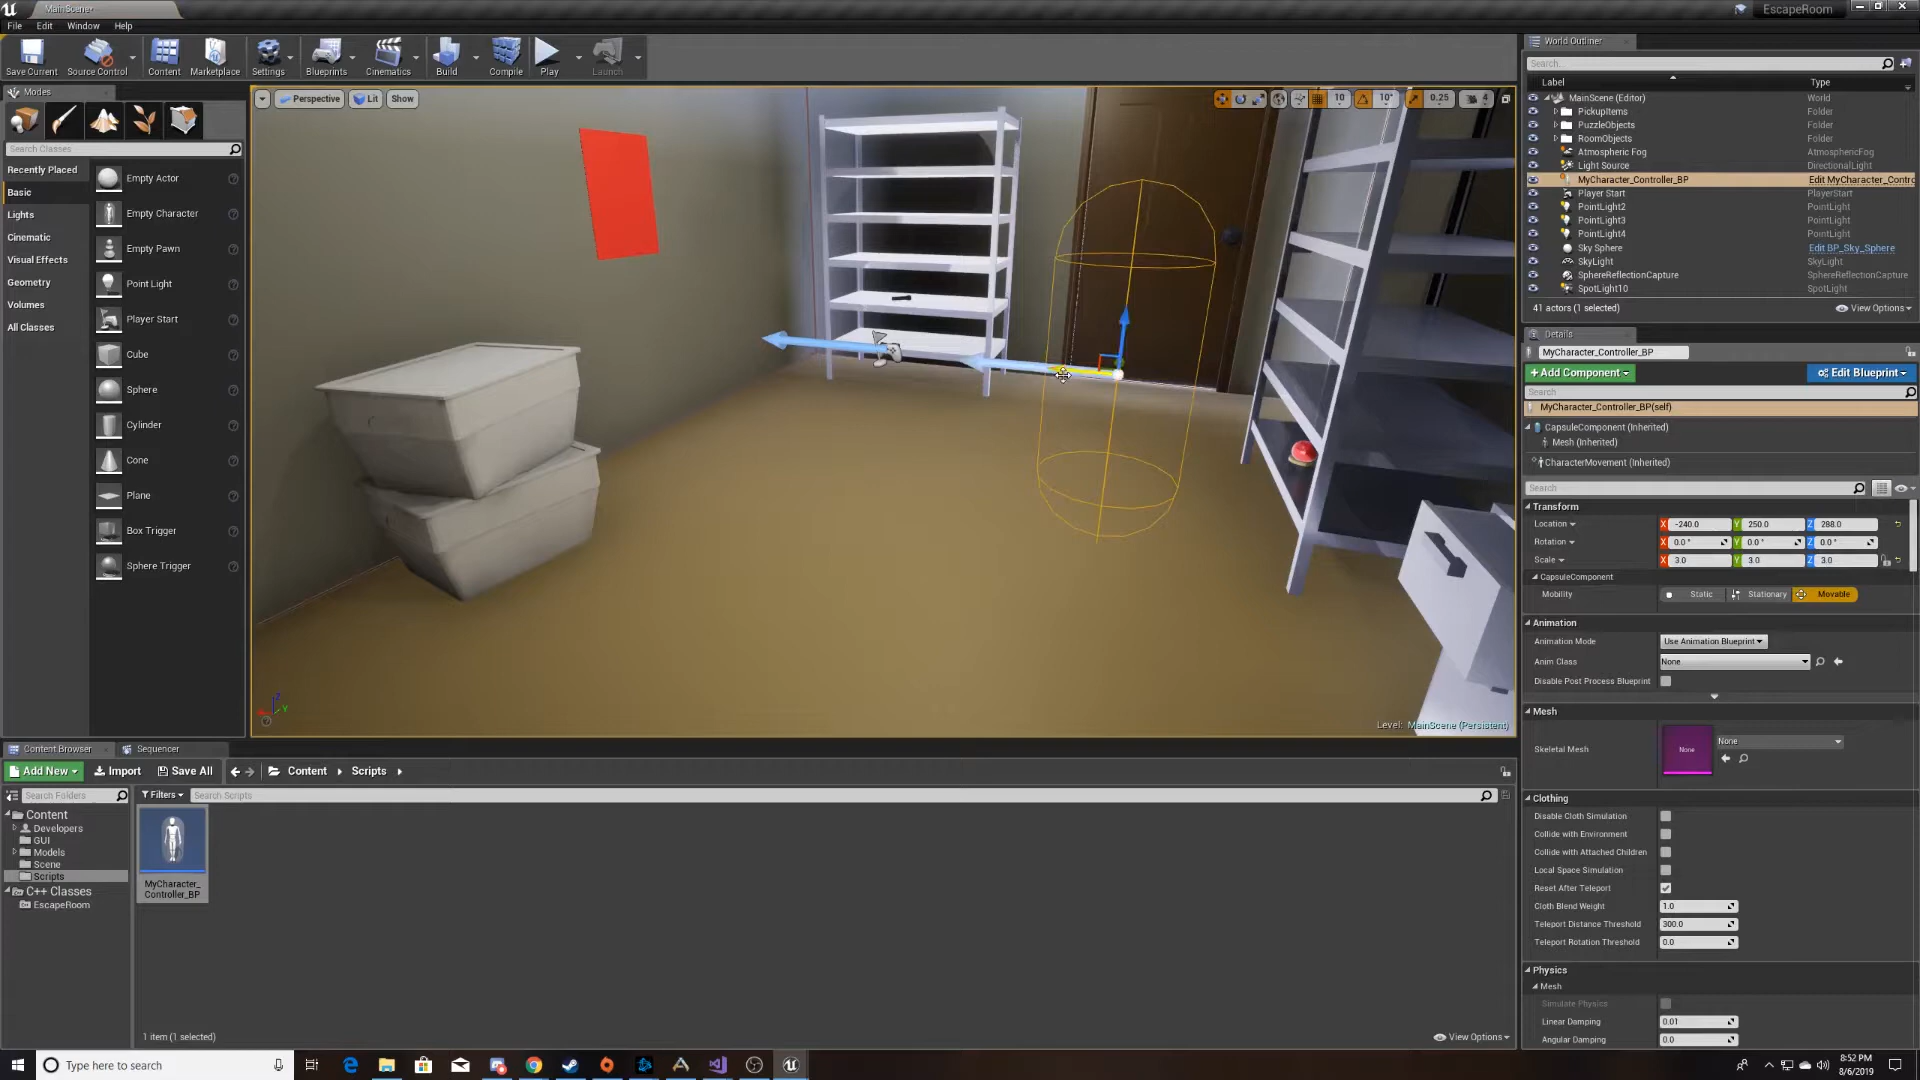 MainScene*
EscapeRoom
File Edit Window Help
Save Current
Source Control
Content
Marketplace
Settings
Blueprints
Cinematics
Build
Compile
Play
Launch
Modes
Search Classes
Recently Placed
Basic
Lights
Cinematic
Visual Effects
Geometry
Volumes
All Classes
Empty Actor
Empty Character
Empty Pawn
Point Light
Player Start
Cube
Sphere
Cylinder
Cone
Plane
Box Trigger
Sphere Trigger
Perspective Lit Show
10 10° 0.25 4
Level: MainScene (Persistent)
World Outliner
Search...
Label Type
MainScene (Editor) World
PickupItems Folder
PuzzleObjects Folder
RoomObjects Folder
Atmospheric Fog AtmosphericFog
Light Source DirectionalLight
MyCharacter_Controller_BP Edit MyCharacter_Contro
Player Start PlayerStart
PointLight2 PointLight
PointLight3 PointLight
PointLight4 PointLight
Sky Sphere Edit BP_Sky_Sphere
SkyLight SkyLight
SphereReflectionCapture SphereReflectionCapture
SpotLight10 SpotLight
41 actors (1 selected) View Options
Details
MyCharacter_Controller_BP
+Add Component Edit Blueprint
Search
MyCharacter_Controller_BP(self)
CapsuleComponent (Inherited)
Mesh (Inherited)
CharacterMovement (Inherited)
Search
Transform
Location X -240.0 Y 250.0 Z 288.0
Rotation X 0.0° Y 0.0° Z 0.0°
Scale X 3.0 Y 3.0 Z 3.0
CapsuleComponent
Mobility Static Stationary Movable
Animation
Animation Mode Use Animation Blueprint
Anim Class None
Disable Post Process Blueprint
Mesh
Skeletal Mesh None None
Clothing
Disable Cloth Simulation
Collide with Environment
Collide with Attached Children
Local Space Simulation
Reset After Teleport
Cloth Blend Weight 1.0
Teleport Distance Threshold 300.0
Teleport Rotation Threshold 0.0
Physics
Mesh
Simulate Physics
Linear Damping 0.01
Angular Damping 0.0
Content Browser Sequencer
Add New Import Save All Content Scripts
Search Folders Filters Search Scripts
Content
Developers
GUI
Models
Scene
Scripts
C++ Classes
EscapeRoom
MyCharacter_
Controller_BP
1 item (1 selected) View Options
Type here to search
8:52 PM
8/6/2019